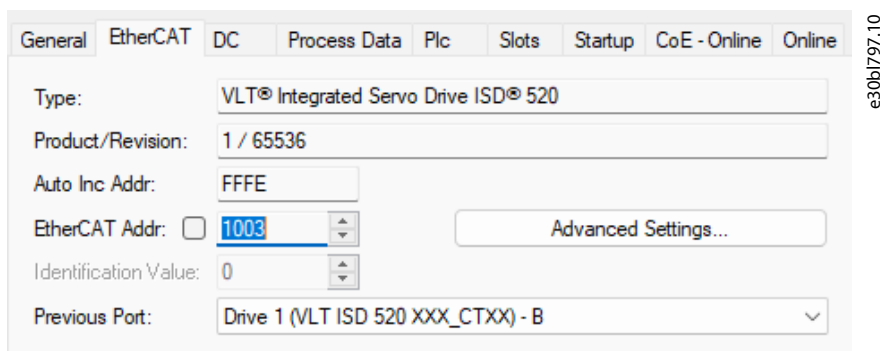 General EtherCAT DC Process Data Plc Slots Startup CoE - Online Online
Type: VLT® Integrated Servo Drive ISD® 520
Product/Revision: 1 / 65536
Auto Inc Addr: FFFE
EtherCAT Addr: 1003 Advanced Settings...
Identification Value: 0
Previous Port: Drive 1 (VLT ISD 520 XXX_CTXX) - B
e30bl797.10